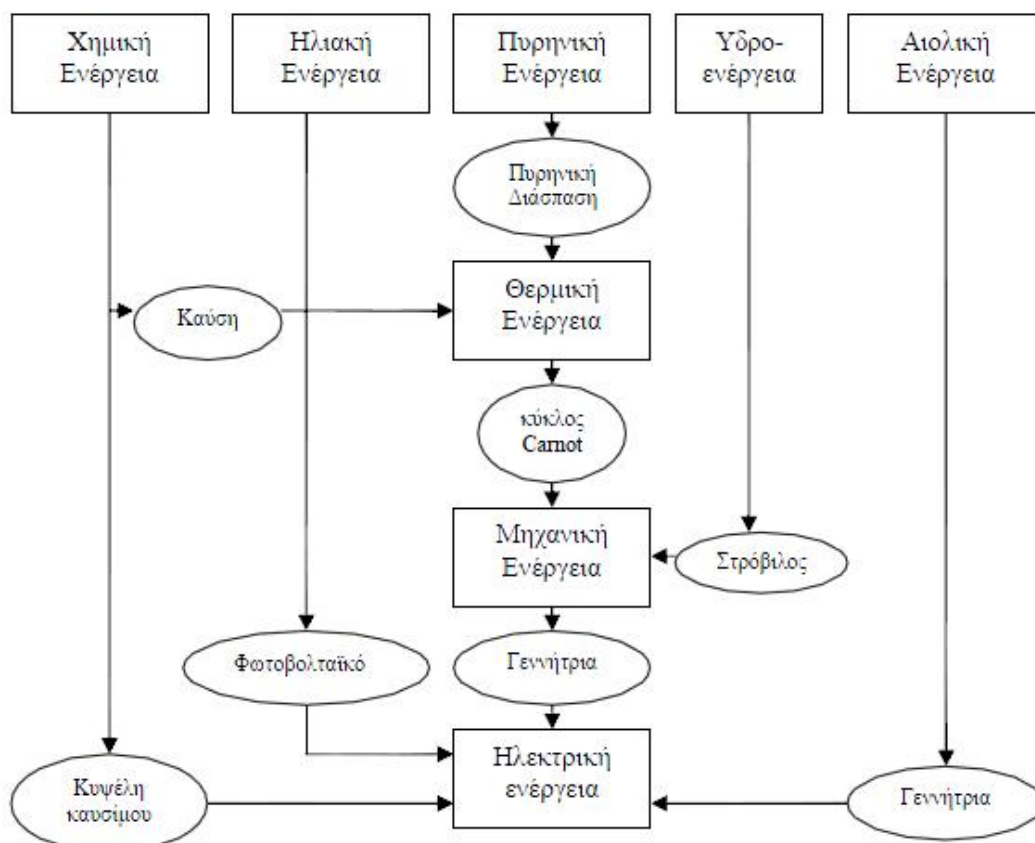 Χημική
Ενέργεια
Ηλιακή
Ενέργεια
Πυρηνική
Ενέργεια
Υδρο-
ενέργεια
Αιολική
Ενέργεια
Πυρηνική
Διάσπαση
Καύση
Θερμική
Ενέργεια
κύκλος
Carnot
Μηχανική
Ενέργεια
Στρόβιλος
Φωτοβολταϊκό
Γεννήτρια
Ηλεκτρική
ενέργεια
Κυψέλη
καυσίμου
Γεννήτρια